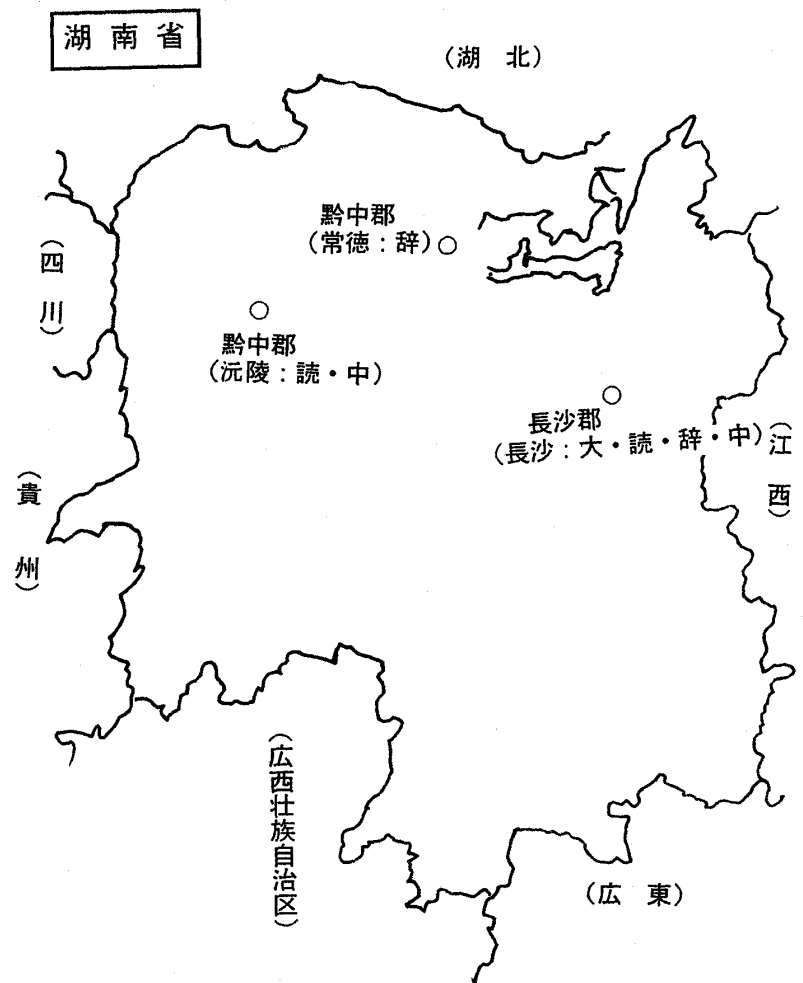 湖南省
（湖 北）
黔中郡
（常徳：辞）
（四 川）
黔中郡
（沅陵：読・中）
長沙郡
（長沙：大・読・辞・中）
（江 西）
（貴 州）
（広西壮族自治区）
（広 東）